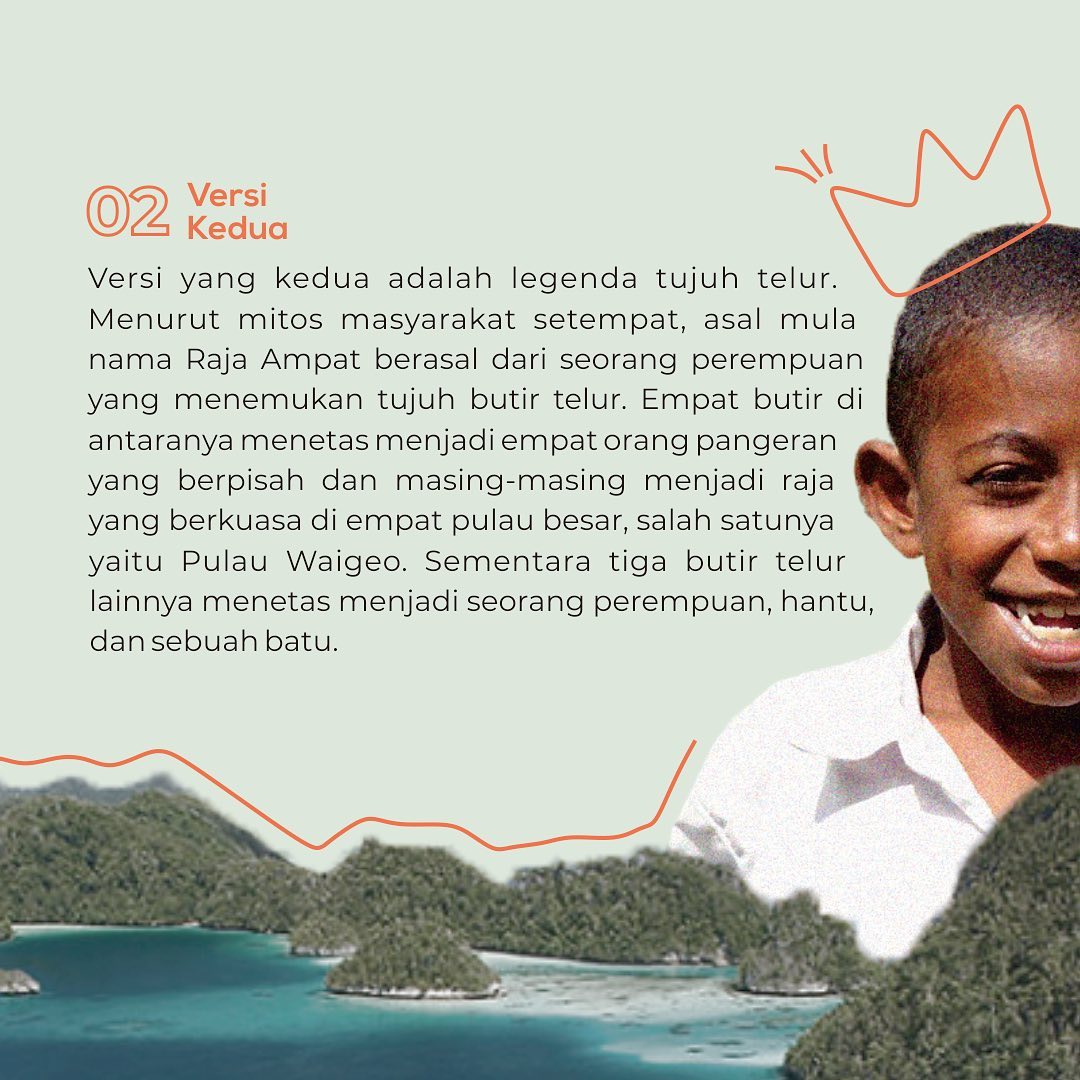 02 Versi
Kedua
Versi yang kedua adalah legenda tujuh telur.
Menurut mitos masyarakat setempat, asal mula
nama Raja Ampat berasal dari seorang perempuan
yang menemukan tujuh butir telur. Empat butir di
antaranya menetas menjadi empat orang pangeran
yang berpisah dan masing-masing menjadi raja
yang berkuasa di empat pulau besar, salah satunya
yaitu Pulau Waigeo. Sementara tiga butir telur
lainnya menetas menjadi seorang perempuan, hantu,
dan sebuah batu.